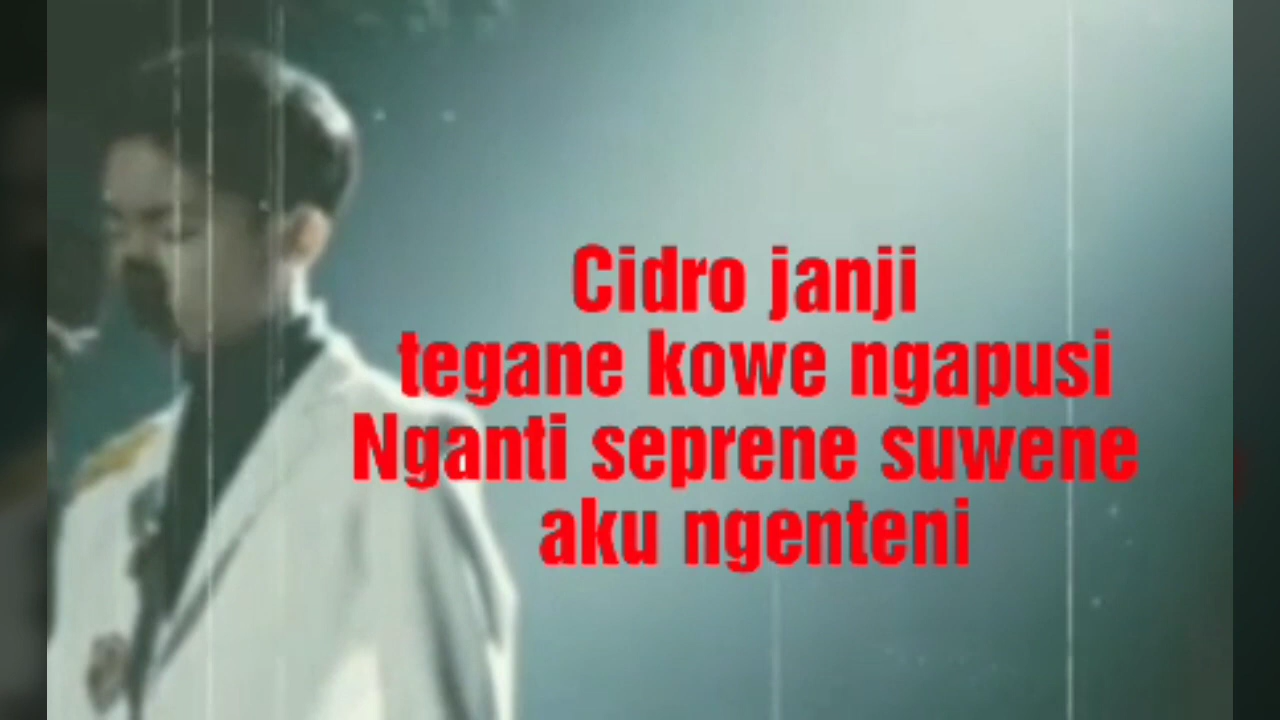 Cidro janji
tegane kowe ngapusi
Nganti seprene suwene
aku ngenteni